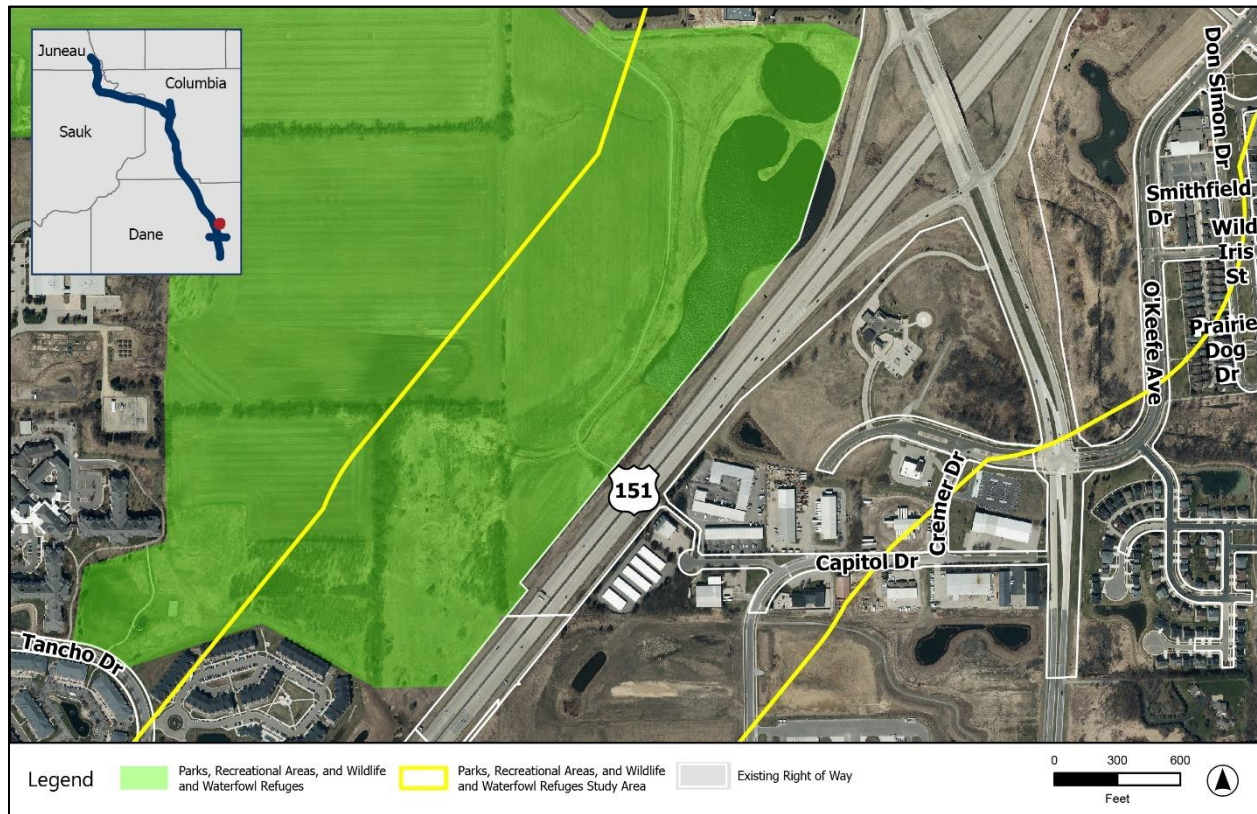 Juneau
Columbia
Sauk
Dane
Don Simon Dr
Smithfield
Dr
Wild
Iris
St
O'Keefe Ave
Prairie
Dog
Dr
151
Cremer Dr
Capitol Dr
Tancho Dr
Legend
Parks, Recreational Areas, and Wildlife
and Waterfowl Refuges
Parks, Recreational Areas, and Wildlife
and Waterfowl Refuges Study Area
Existing Right of Way
0 300 600
Feet